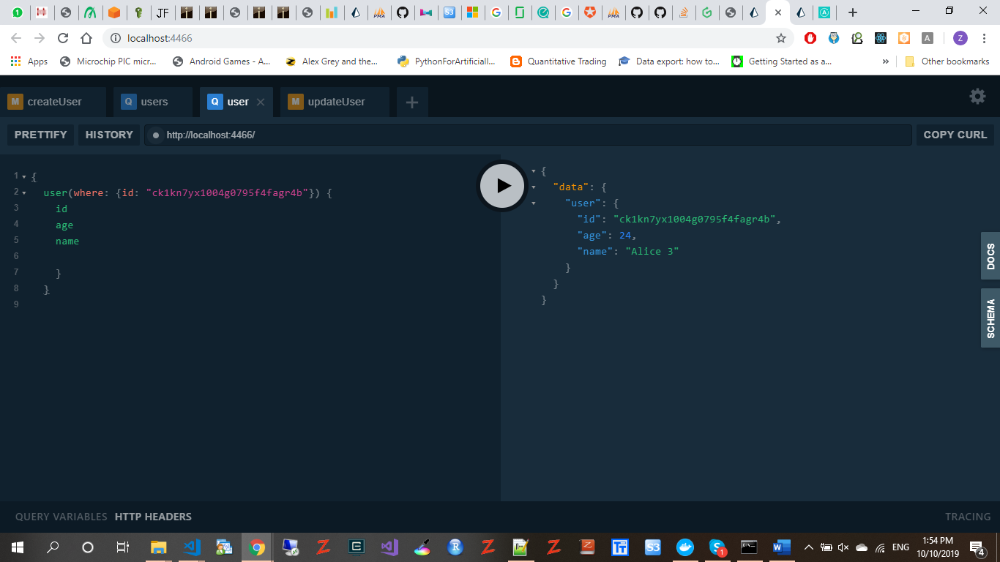 1
JF
PMA
S3
PMA
localhost:4466
A
Z
Apps
Microchip PIC micr...
Android Games - A...
Alex Grey and the...
PythonForArtificiall...
Quantitative Trading
Data export: how to...
Getting Started as a...
»
Other bookmarks
M createUser
Q users
Q user
M updateUser
PRETTIFY
HISTORY
http://localhost:4466/
COPY CURL
1 {
2 user(where: {id: "ck1kn7yx1004g0795f4fagr4b"}) {
3 id
4 age
5 name
6
7 }
8 }
9
{
"data": {
"user": {
"id": "ck1kn7yx1004g0795f4fagr4b",
"age": 24,
"name": "Alice 3"
}
}
}
DOCS
SCHEMA
QUERY VARIABLES HTTP HEADERS
TRACING
R
TT
S3
1
W
ENG
1:54 PM
10/10/2019
4